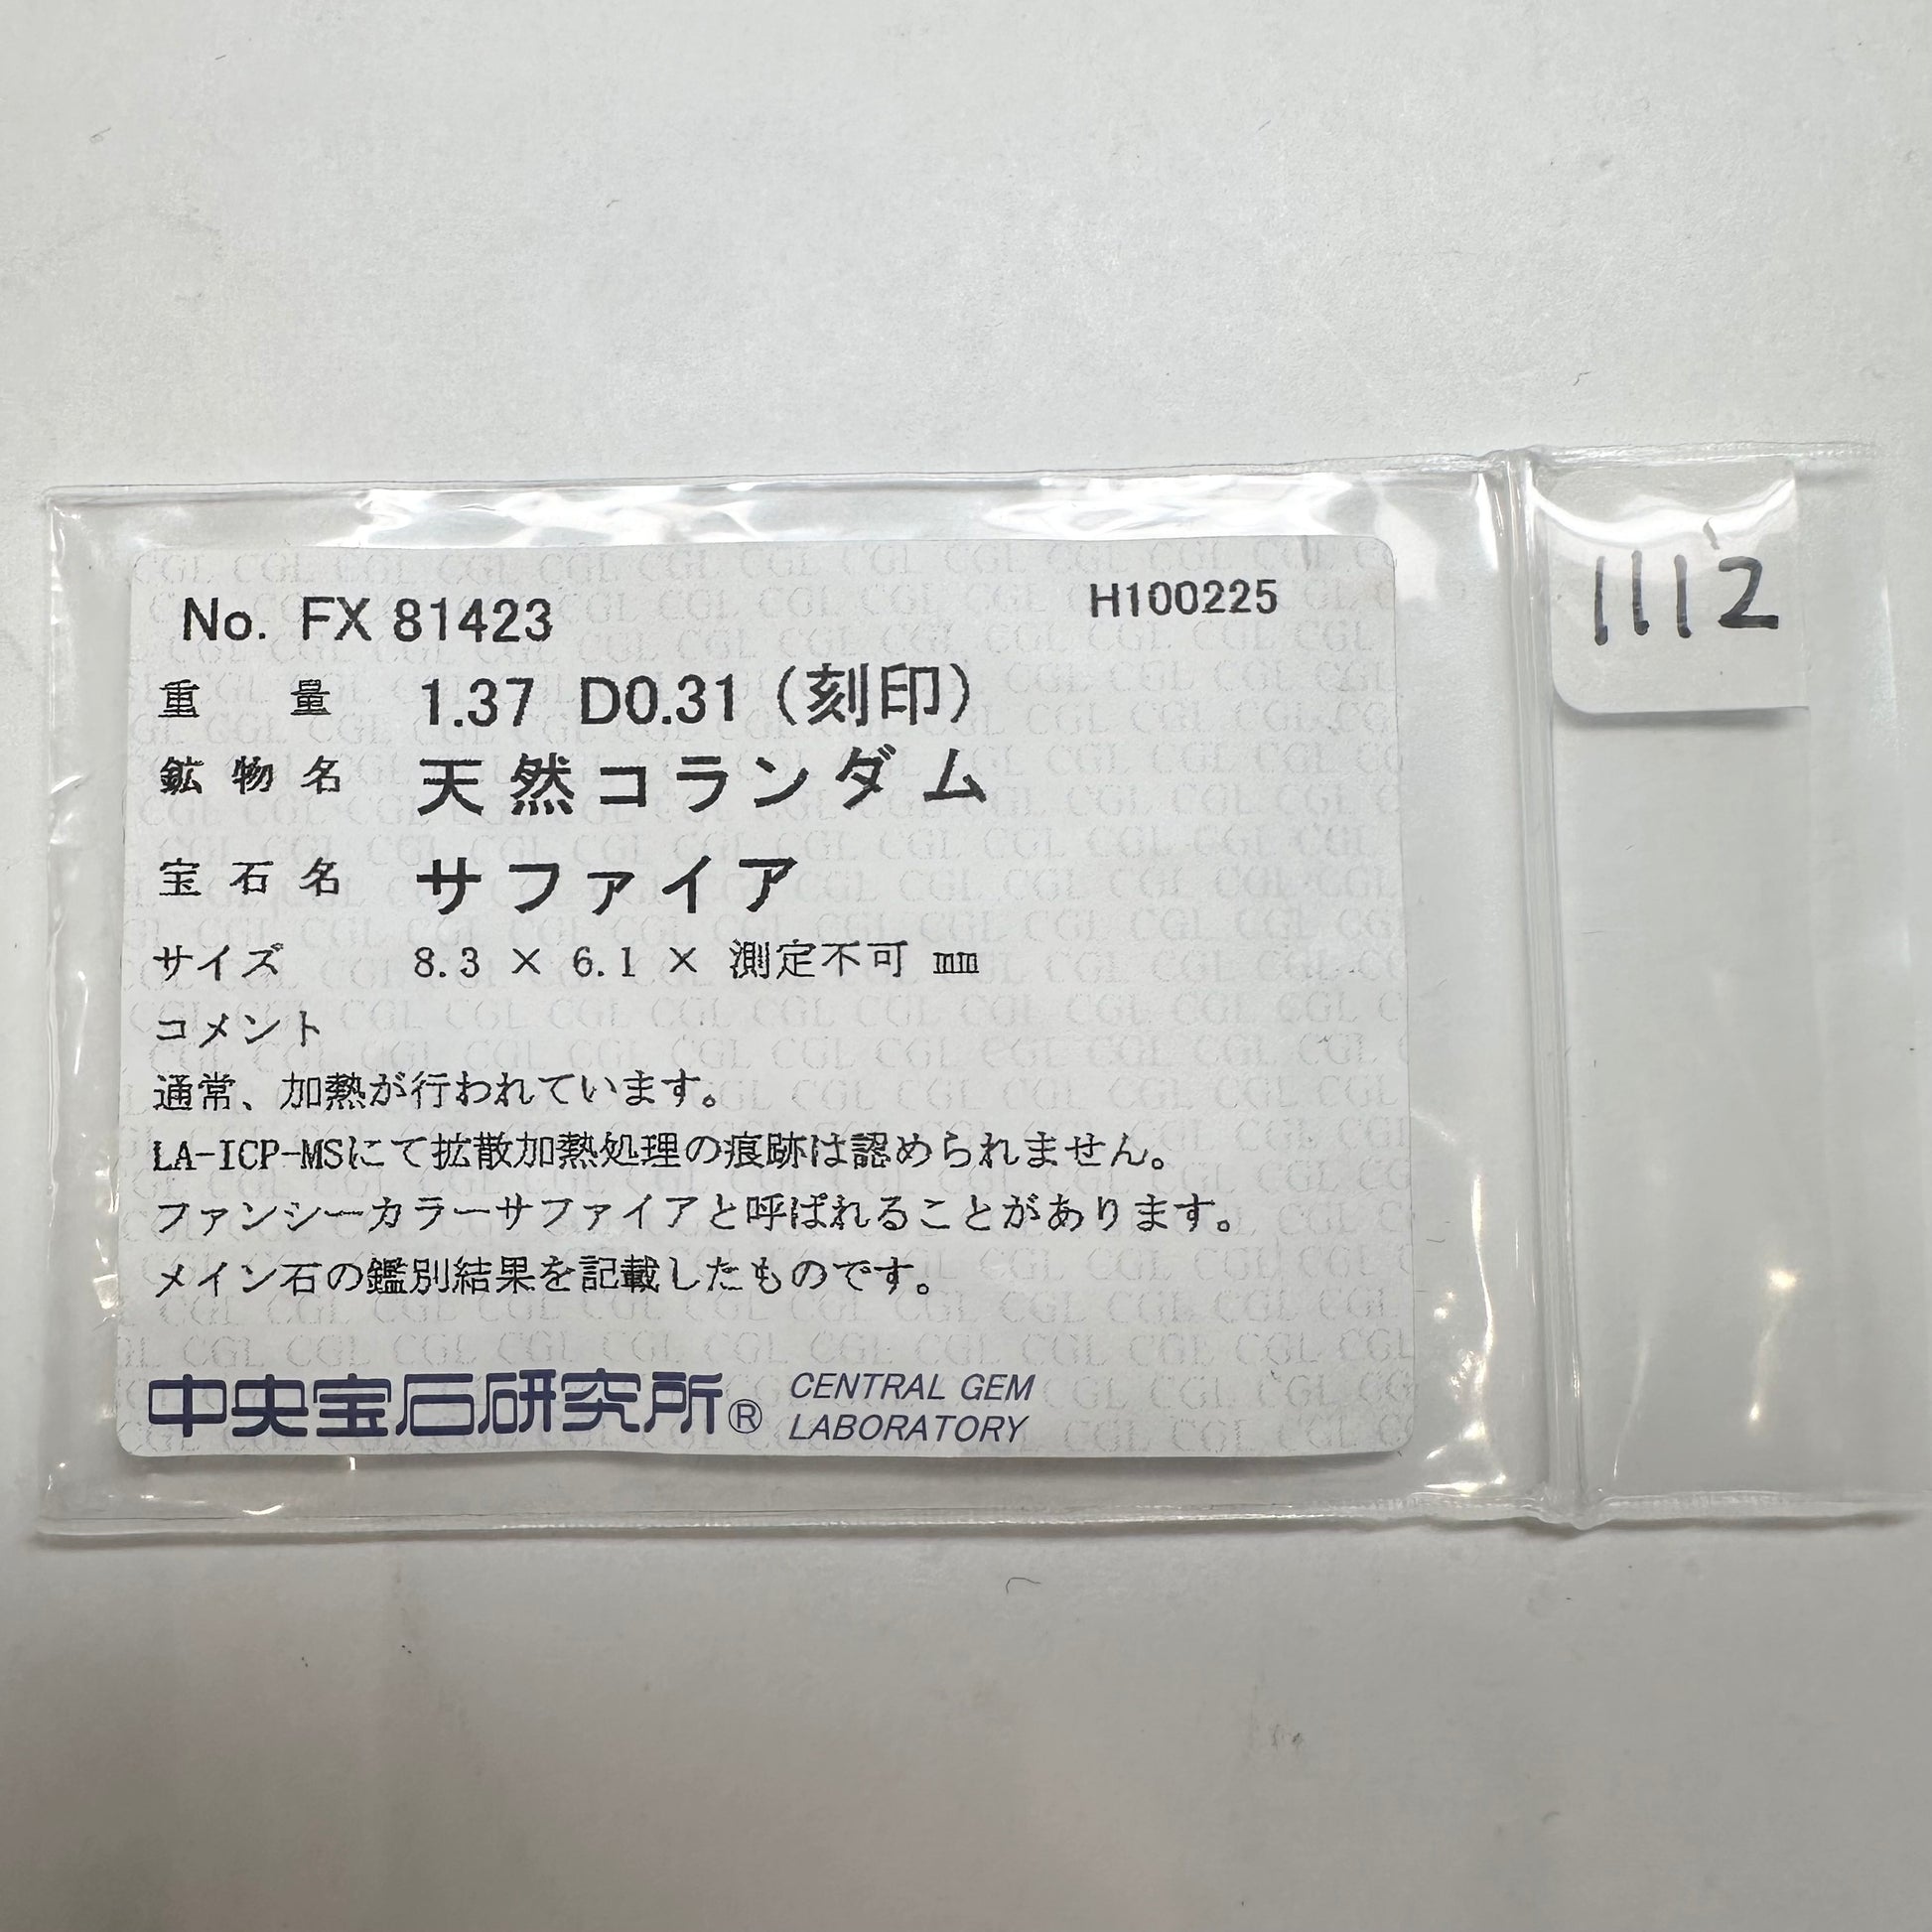 No. FX 81423
H100225
1112
重量 1.37 D0.31（刻印）
鉱物名 天然コランダム
宝石名 サファイア
サイズ 8.3 × 6.1 × 測定不可 ㎜
コメント
通常、加熱が行われています。
LA-ICP-MSにて拡散加熱処理の痕跡は認められません。
ファンシーカラーサファイアと呼ばれることがあります。
メイン石の鑑別結果を記載したものです。
中央宝石研究所® CENTRAL GEM
LABORATORY